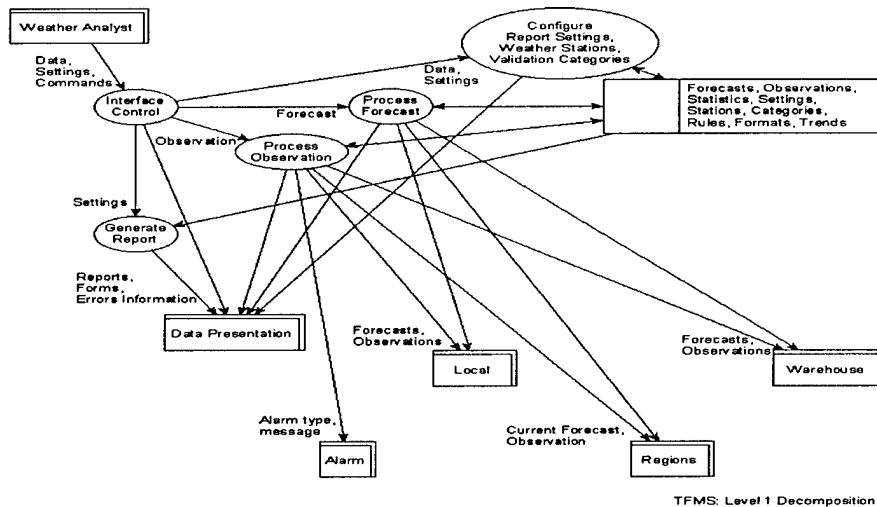 Weather Analyst
Configure
Report Settings,
Weather Stations,
Validation Categories
Data,
Settings,
Commands
Data,
Settings
Interface
Control
Forecast
Process
Forecast
Forecasts, Observations,
Statistics, Settings,
Stations, Categories,
Rules, Formats, Trends
Observation
Process
Observation
Settings
Generate
Report
Reports,
Forms,
Errors Information
Data Presentation
Forecasts,
Observations
Local
Forecasts,
Observations
Warehouse
Alarm type,
message
Alarm
Current Forecast,
Observation
Regions
TFMS: Level 1 Decomposition